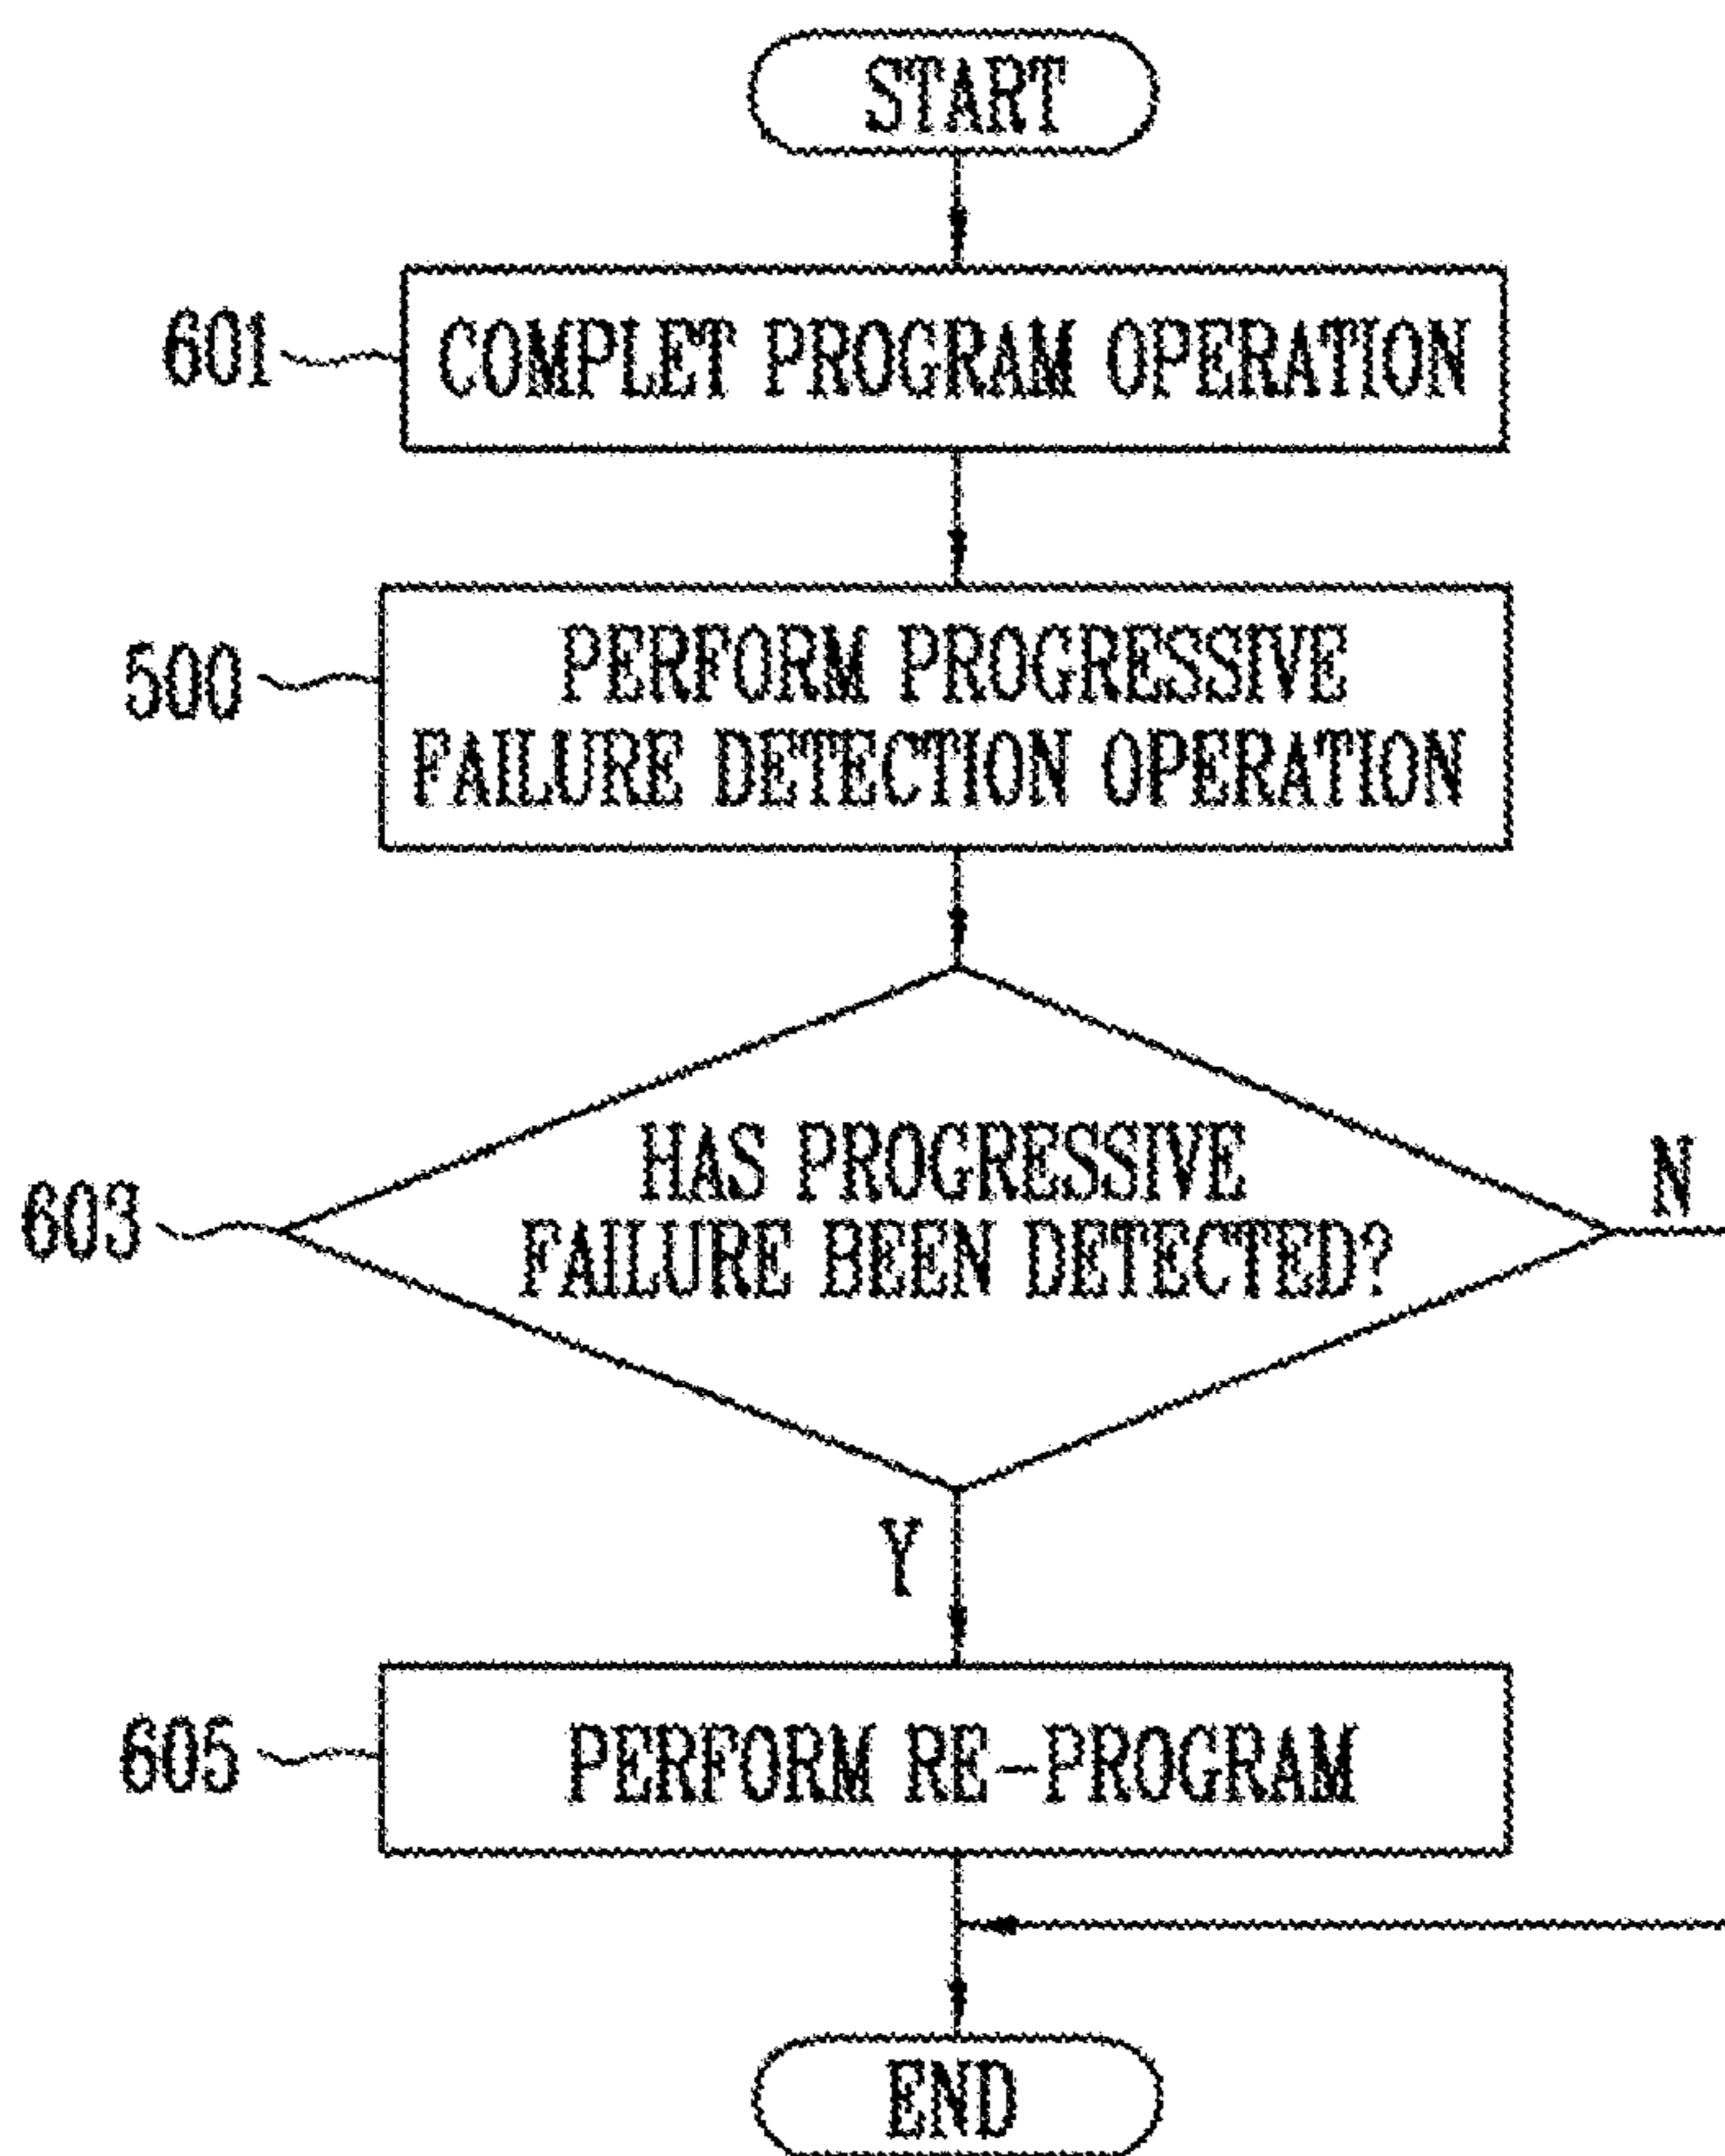 START
601
COMPLET PROGRAM OPERATION
500
PERFORM PROGRESSIVE
FAILURE DETECTION OPERATION
603
HAS PROGRESSIVE
FAILURE BEEN DETECTED?
N
Y
605
PERFORM RE-PROGRAM
END